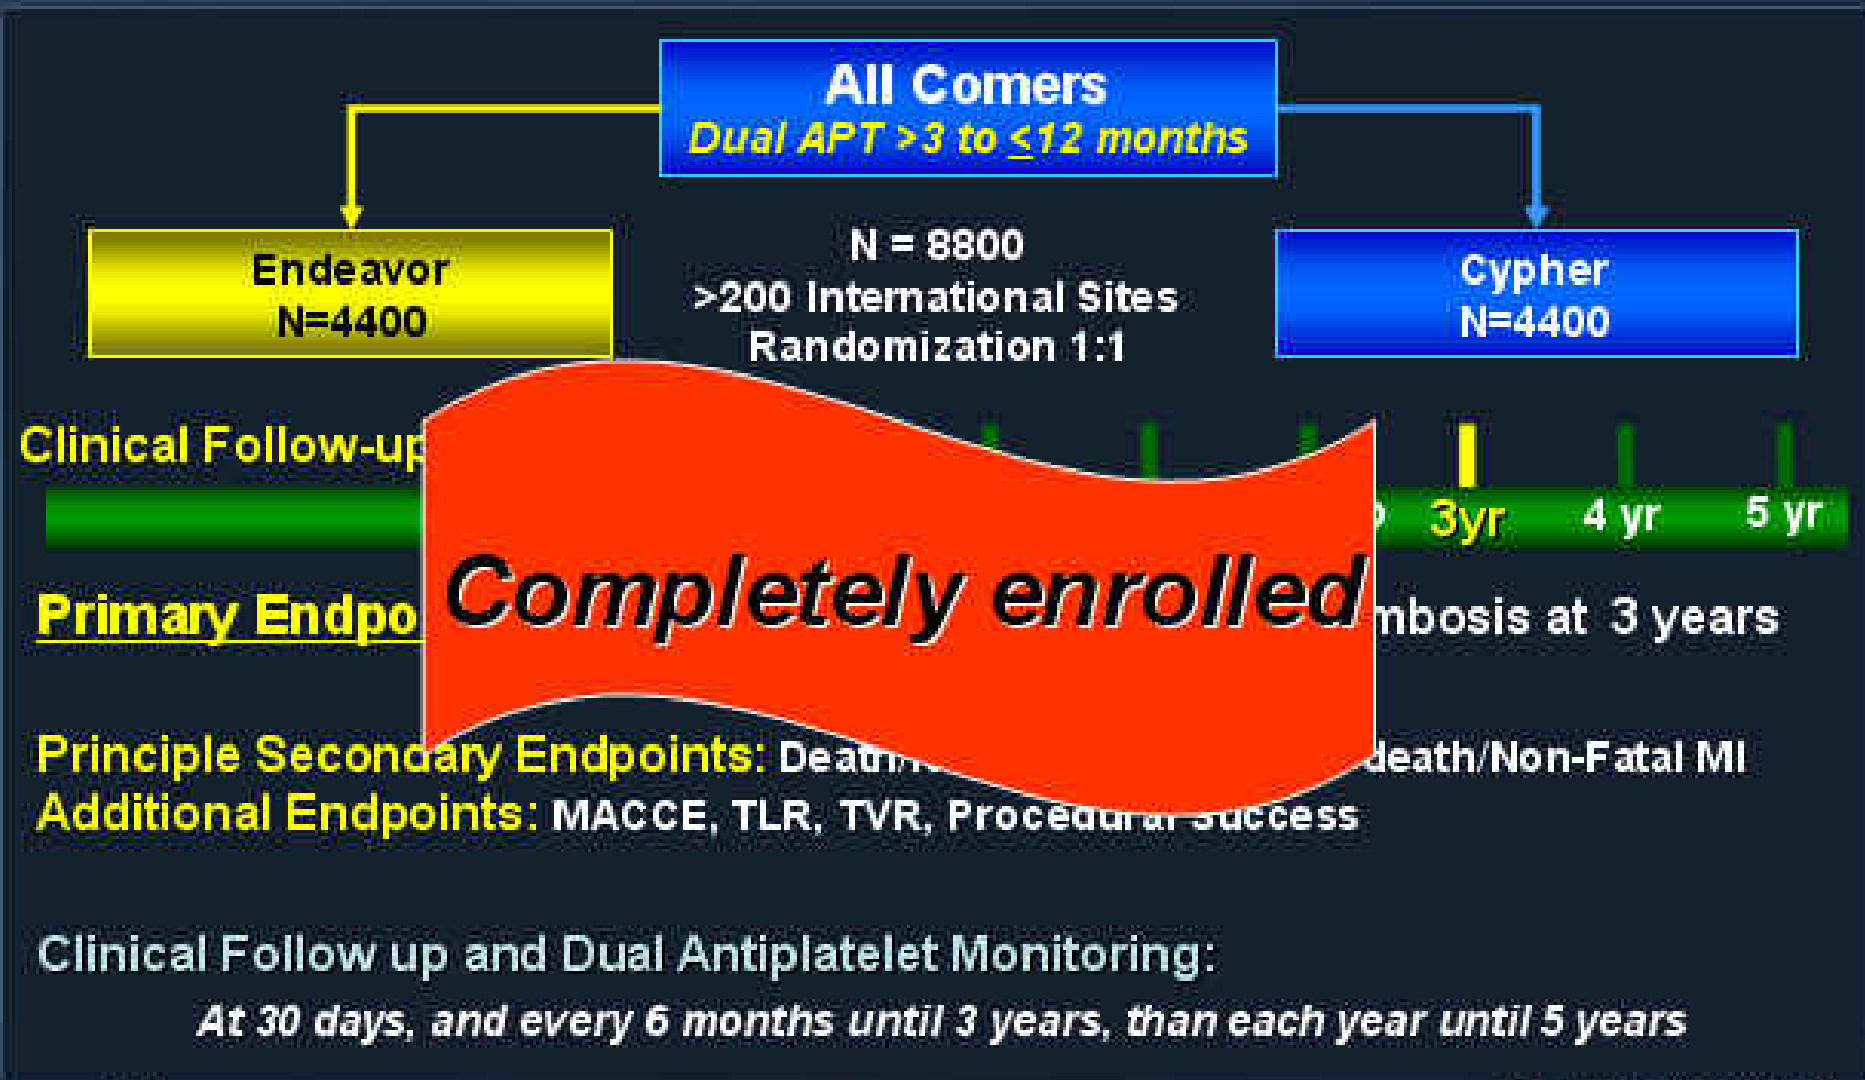 All Comers
Dual APT >3 to ≤12 months
Endeavor
N=4400
N = 8800
>200 International Sites
Randomization 1:1
Cypher
N=4400
Clinical Follow-up
3yr
4 yr
5 yr
Completely enrolled
Primary Endpo
mbosis at 3 years
Principle Secondary Endpoints: Death/ death/Non-Fatal MI
Additional Endpoints: MACCE, TLR, TVR, Procedural Success
Clinical Follow up and Dual Antiplatelet Monitoring:
At 30 days, and every 6 months until 3 years, than each year until 5 years